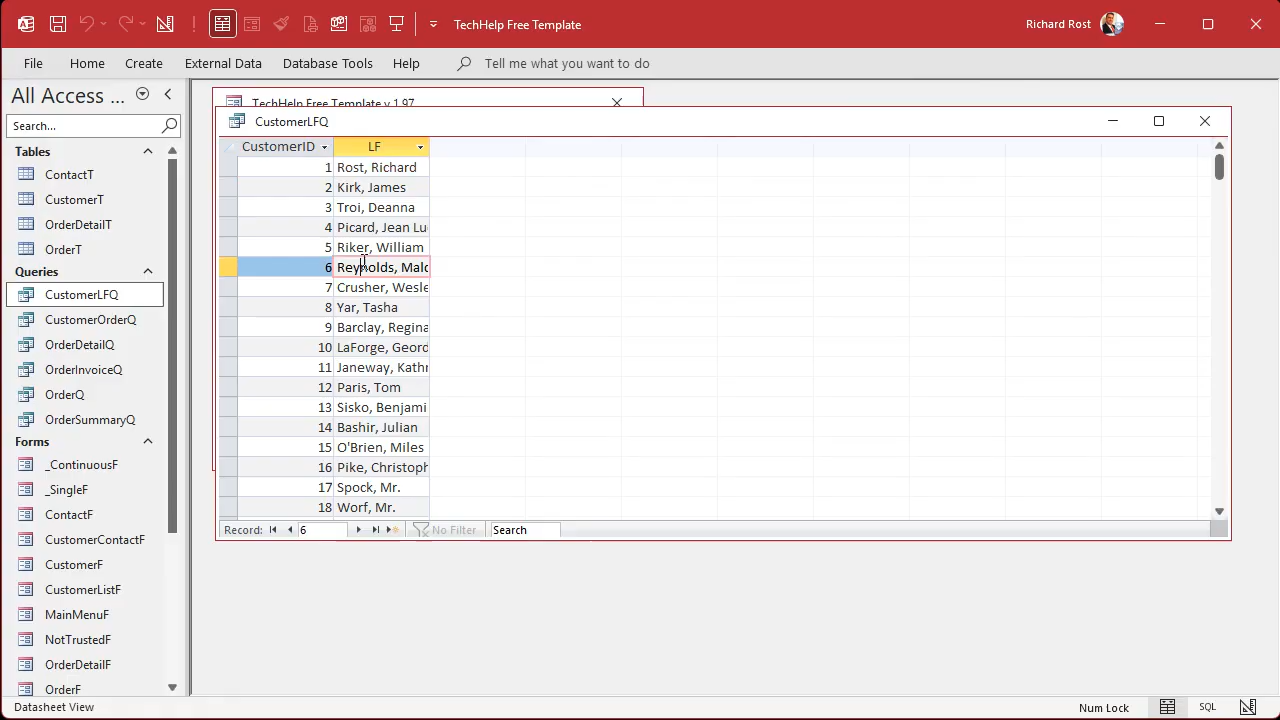 TechHelp Free Template
Richard Rost
File
Home
Create
External Data
Database Tools
Help
Tell me what you want to do
All Access ...
Search...
Tables
ContactT
CustomerT
OrderDetailT
OrderT
Queries
CustomerLFQ
CustomerOrderQ
OrderDetailQ
OrderInvoiceQ
OrderQ
OrderSummaryQ
Forms
_ContinuousF
_SingleF
ContactF
CustomerContactF
CustomerF
CustomerListF
MainMenuF
NotTrustedF
OrderDetailF
OrderF
TechHelp Free Template v 1.97
CustomerLFQ
CustomerID LF
1 Rost, Richard
2 Kirk, James
3 Troi, Deanna
4 Picard, Jean Lu
5 Riker, William
6 Reynolds, Malc
7 Crusher, Wesle
8 Yar, Tasha
9 Barclay, Regina
10 LaForge, Georg
11 Janeway, Kathr
12 Paris, Tom
13 Sisko, Benjami
14 Bashir, Julian
15 O'Brien, Miles
16 Pike, Christoph
17 Spock, Mr.
18 Worf, Mr.
Record: 6 No Filter Search
Datasheet View
Num Lock
SQL